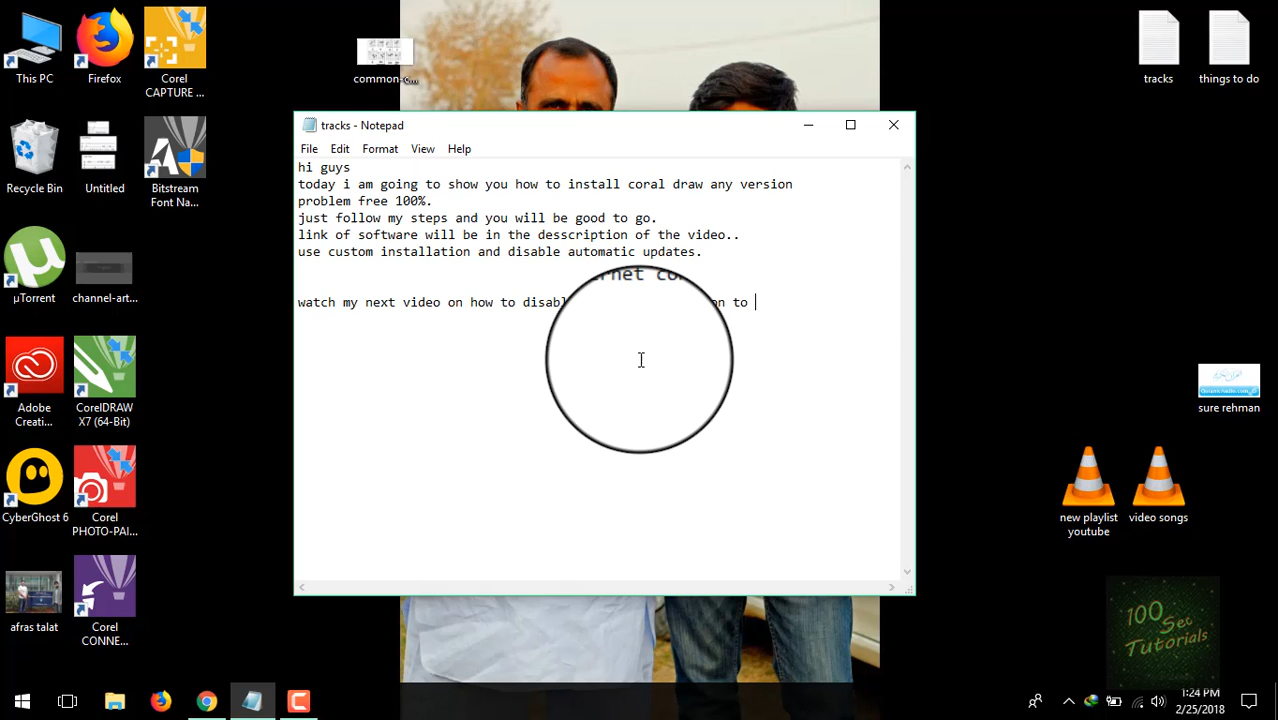 This PC
Firefox
Corel
CAPTURE ...
common-c...
tracks
things to do
tracks - Notepad
File Edit Format View Help
hi guys
today i am going to show you how to install coral draw any version
problem free 100%.
just follow my steps and you will be good to go.
link of software will be in the desscription of the video..
use custom installation and disable automatic updates.
watch my next video on how to to
Recycle Bin
Untitled
Bitstream
Font Na...
µTorrent
channel-art...
Adobe
Creati...
CorelDRAW
X7 (64-Bit)
sure rehman
CyberGhost 6
Corel
PHOTO-PAI...
new playlist
youtube
video songs
afras talat
Corel
CONNE...
100
Set
Tutorials
1:24 PM
2/25/2018